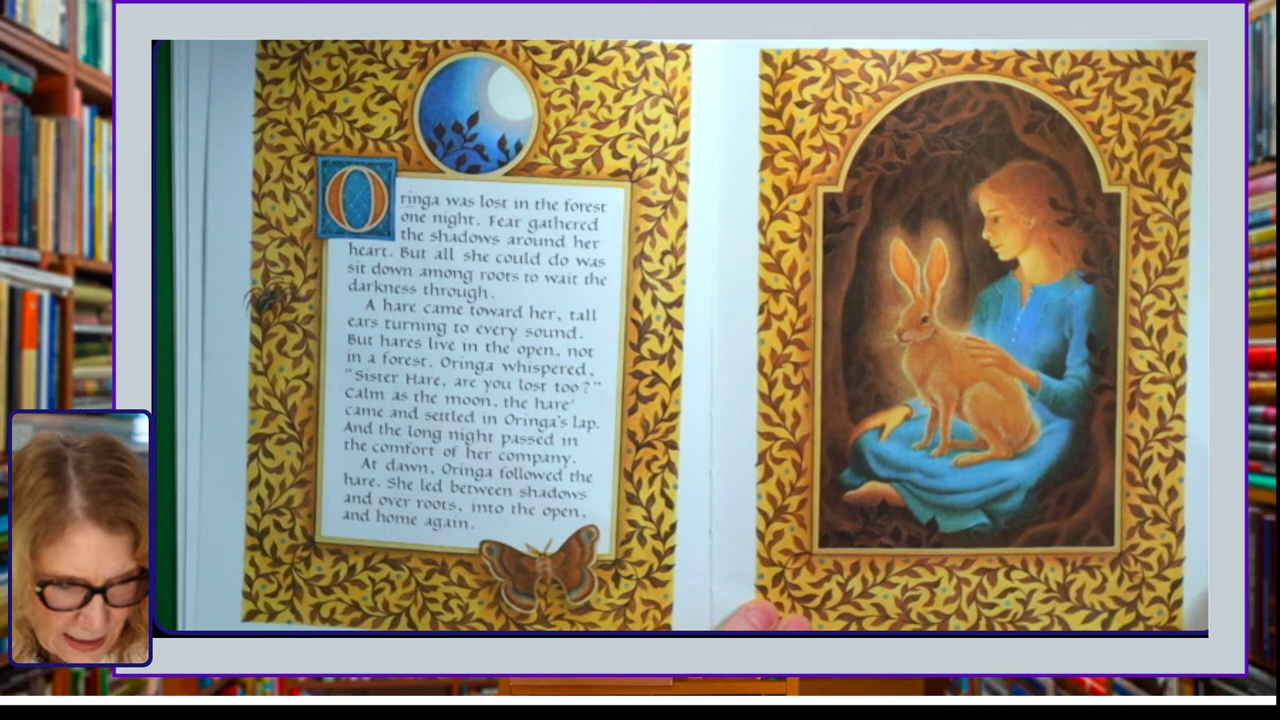 Oringa was lost in the forest
one night. Fear gathered
the shadows around her
heart. But all she could do was
sit down among roots to wait the
darkness through.
A hare came toward her, tall
ears turning to every sound.
But hares live in the open, not
in a forest. Oringa whispered,
"Sister Hare, are you lost too?"
Calm as the moon, the hare
came and settled in Oringa's lap.
And the long night passed in
the comfort of her company.
At dawn, Oringa followed the
hare. She led between shadows
and over roots, into the open,
and home again.